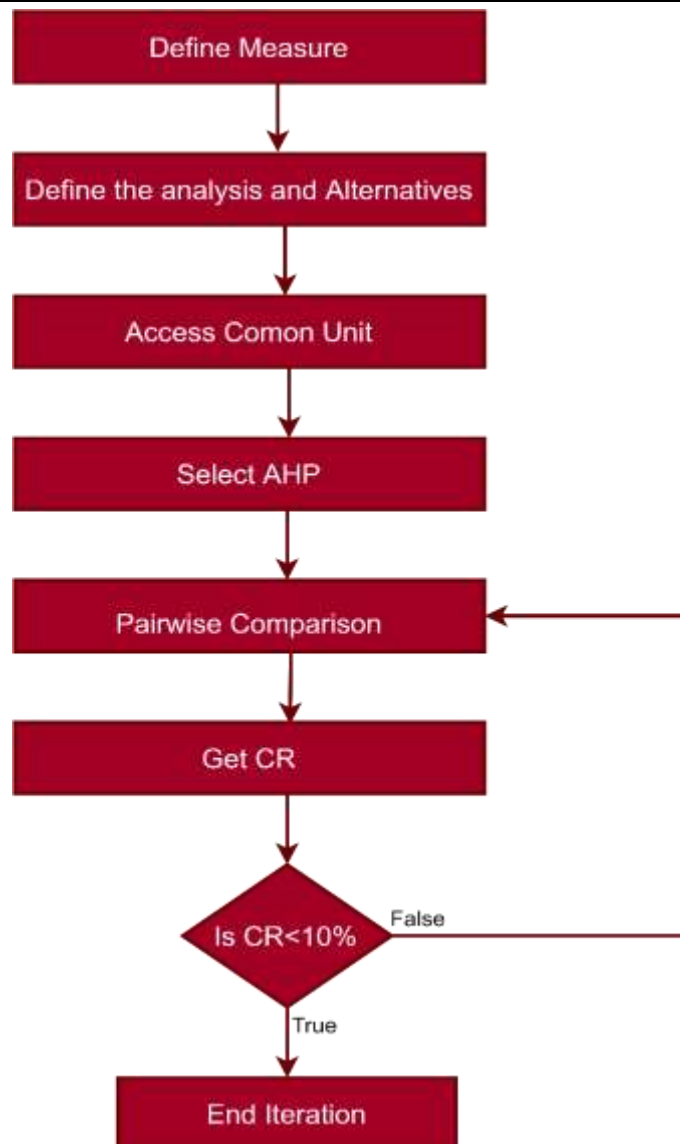 Define Measure
Define the analysis and Alternatives
Access Comon Unit
Select AHP
Pairwise Comparison
Get CR
Is CR<10%
False
True
End Iteration